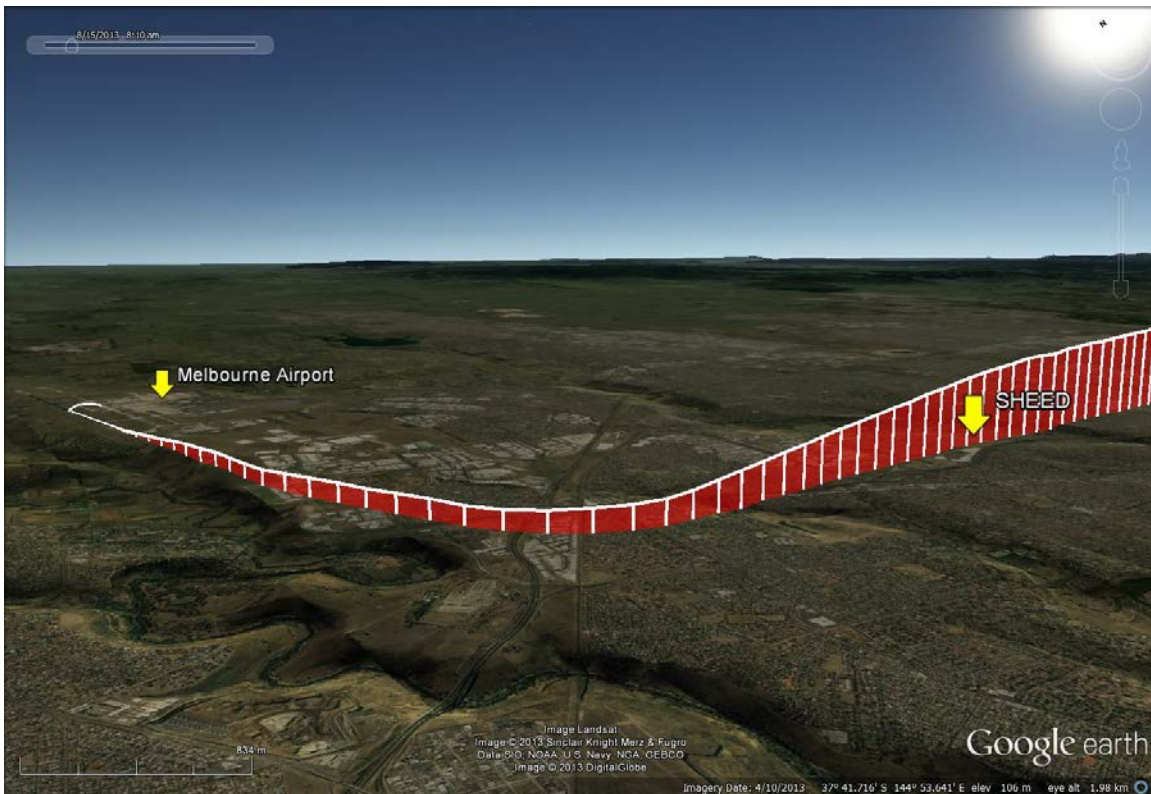 8/15/2013 8:10 am
N
Melbourne Airport
SHEED
834 m
Image Landsat
Image © 2013 Sinclair Knight Merz & Fugro
Data SIO, NOAA, U.S. Navy, NGA, GEBCO
Image © 2013 DigitalGlobe
Google earth
Imagery Date: 4/10/2013 37° 41.716' S 144° 53.641' E elev 106 m eye alt 1.98 km